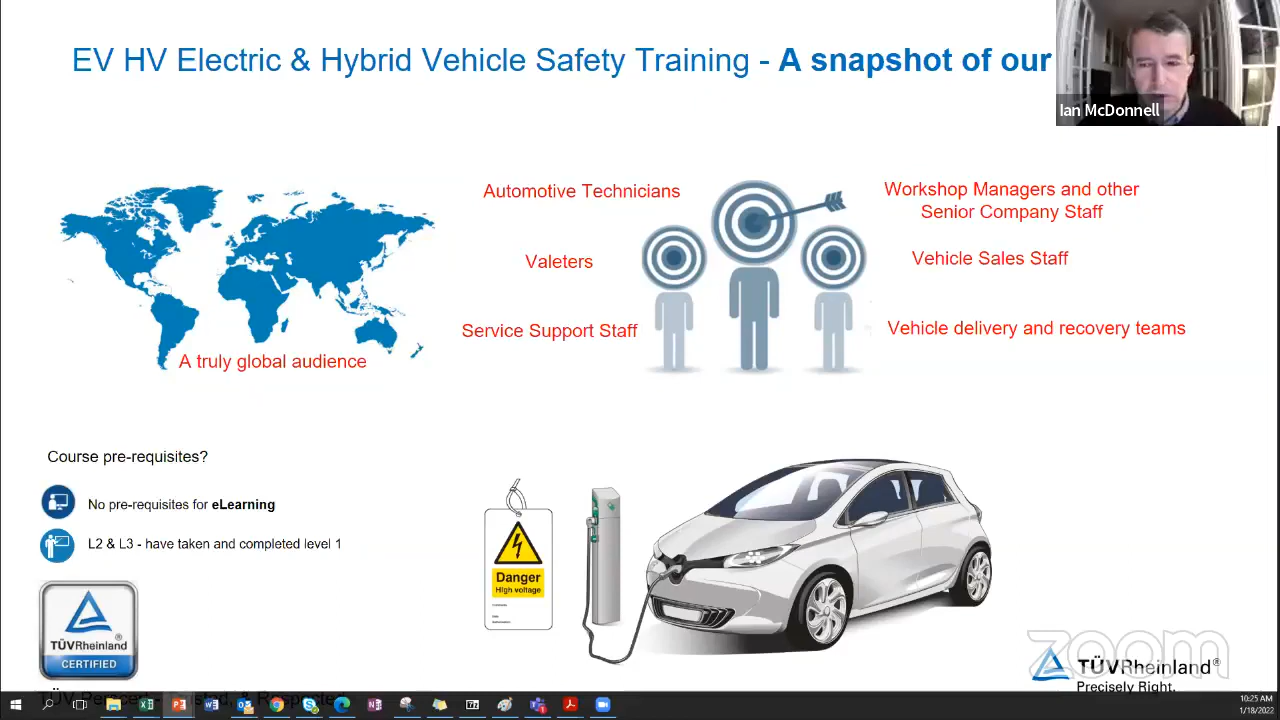 EV HV Electric & Hybrid Vehicle Safety Training - A snapshot of our
Ian McDonnell
Automotive Technicians
Workshop Managers and other
Senior Company Staff
Valeters
Vehicle Sales Staff
Service Support Staff
Vehicle delivery and recovery teams
A truly global audience
Course pre-requisites?
No pre-requisites for eLearning
L2 & L3 - have taken and completed level 1
Danger
High voltage
TÜVRheinland®
CERTIFIED
zoom
TÜVRheinland®
Precisely Right.
10:25 AM
1/18/2022